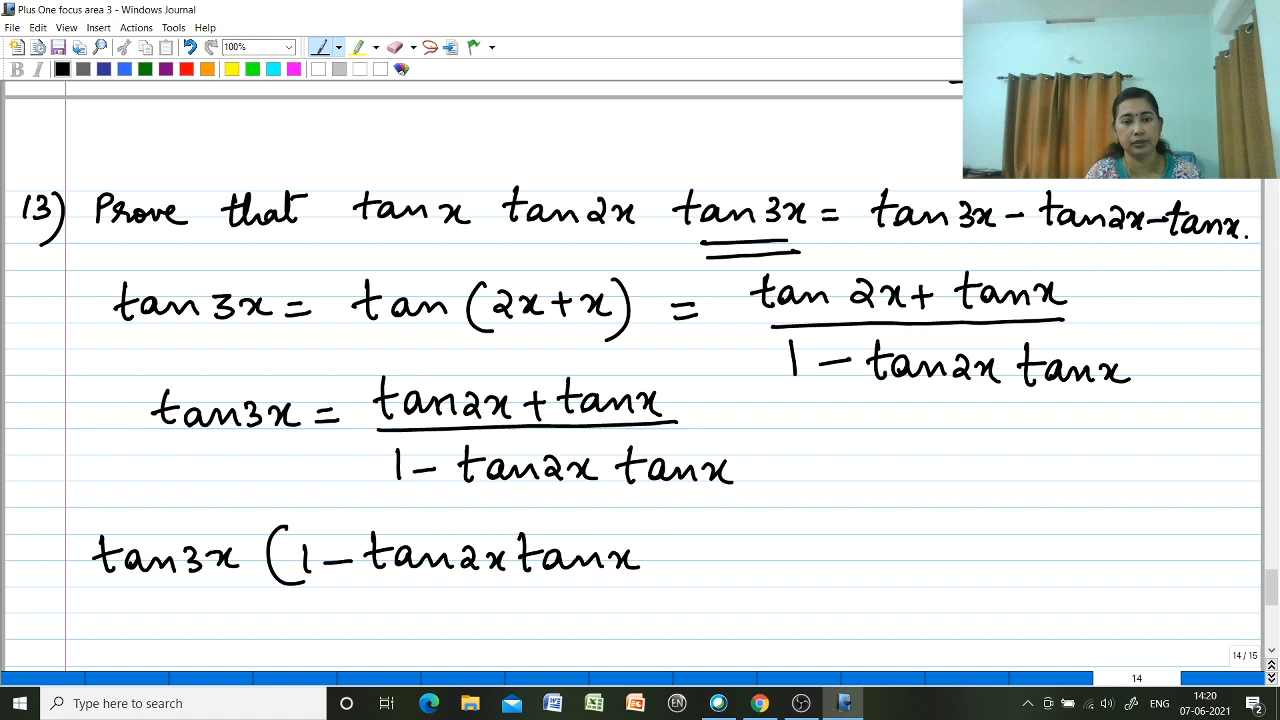 Plus One focus area 3 - Windows Journal
File Edit View Insert Actions Tools Help
100%
B I
13) Prove that tan x tan 2x tan 3x = tan 3x - tan 2x - tan x.
tan 3x = tan (2x + x) = tan 2x + tan x / 1 - tan 2x tan x
tan 3x = tan 2x + tan x / 1 - tan 2x tan x
tan 3x (1 - tan 2x tan x
14 / 15
14
Type here to search
EN
ENG
14:20
07-06-2021
2